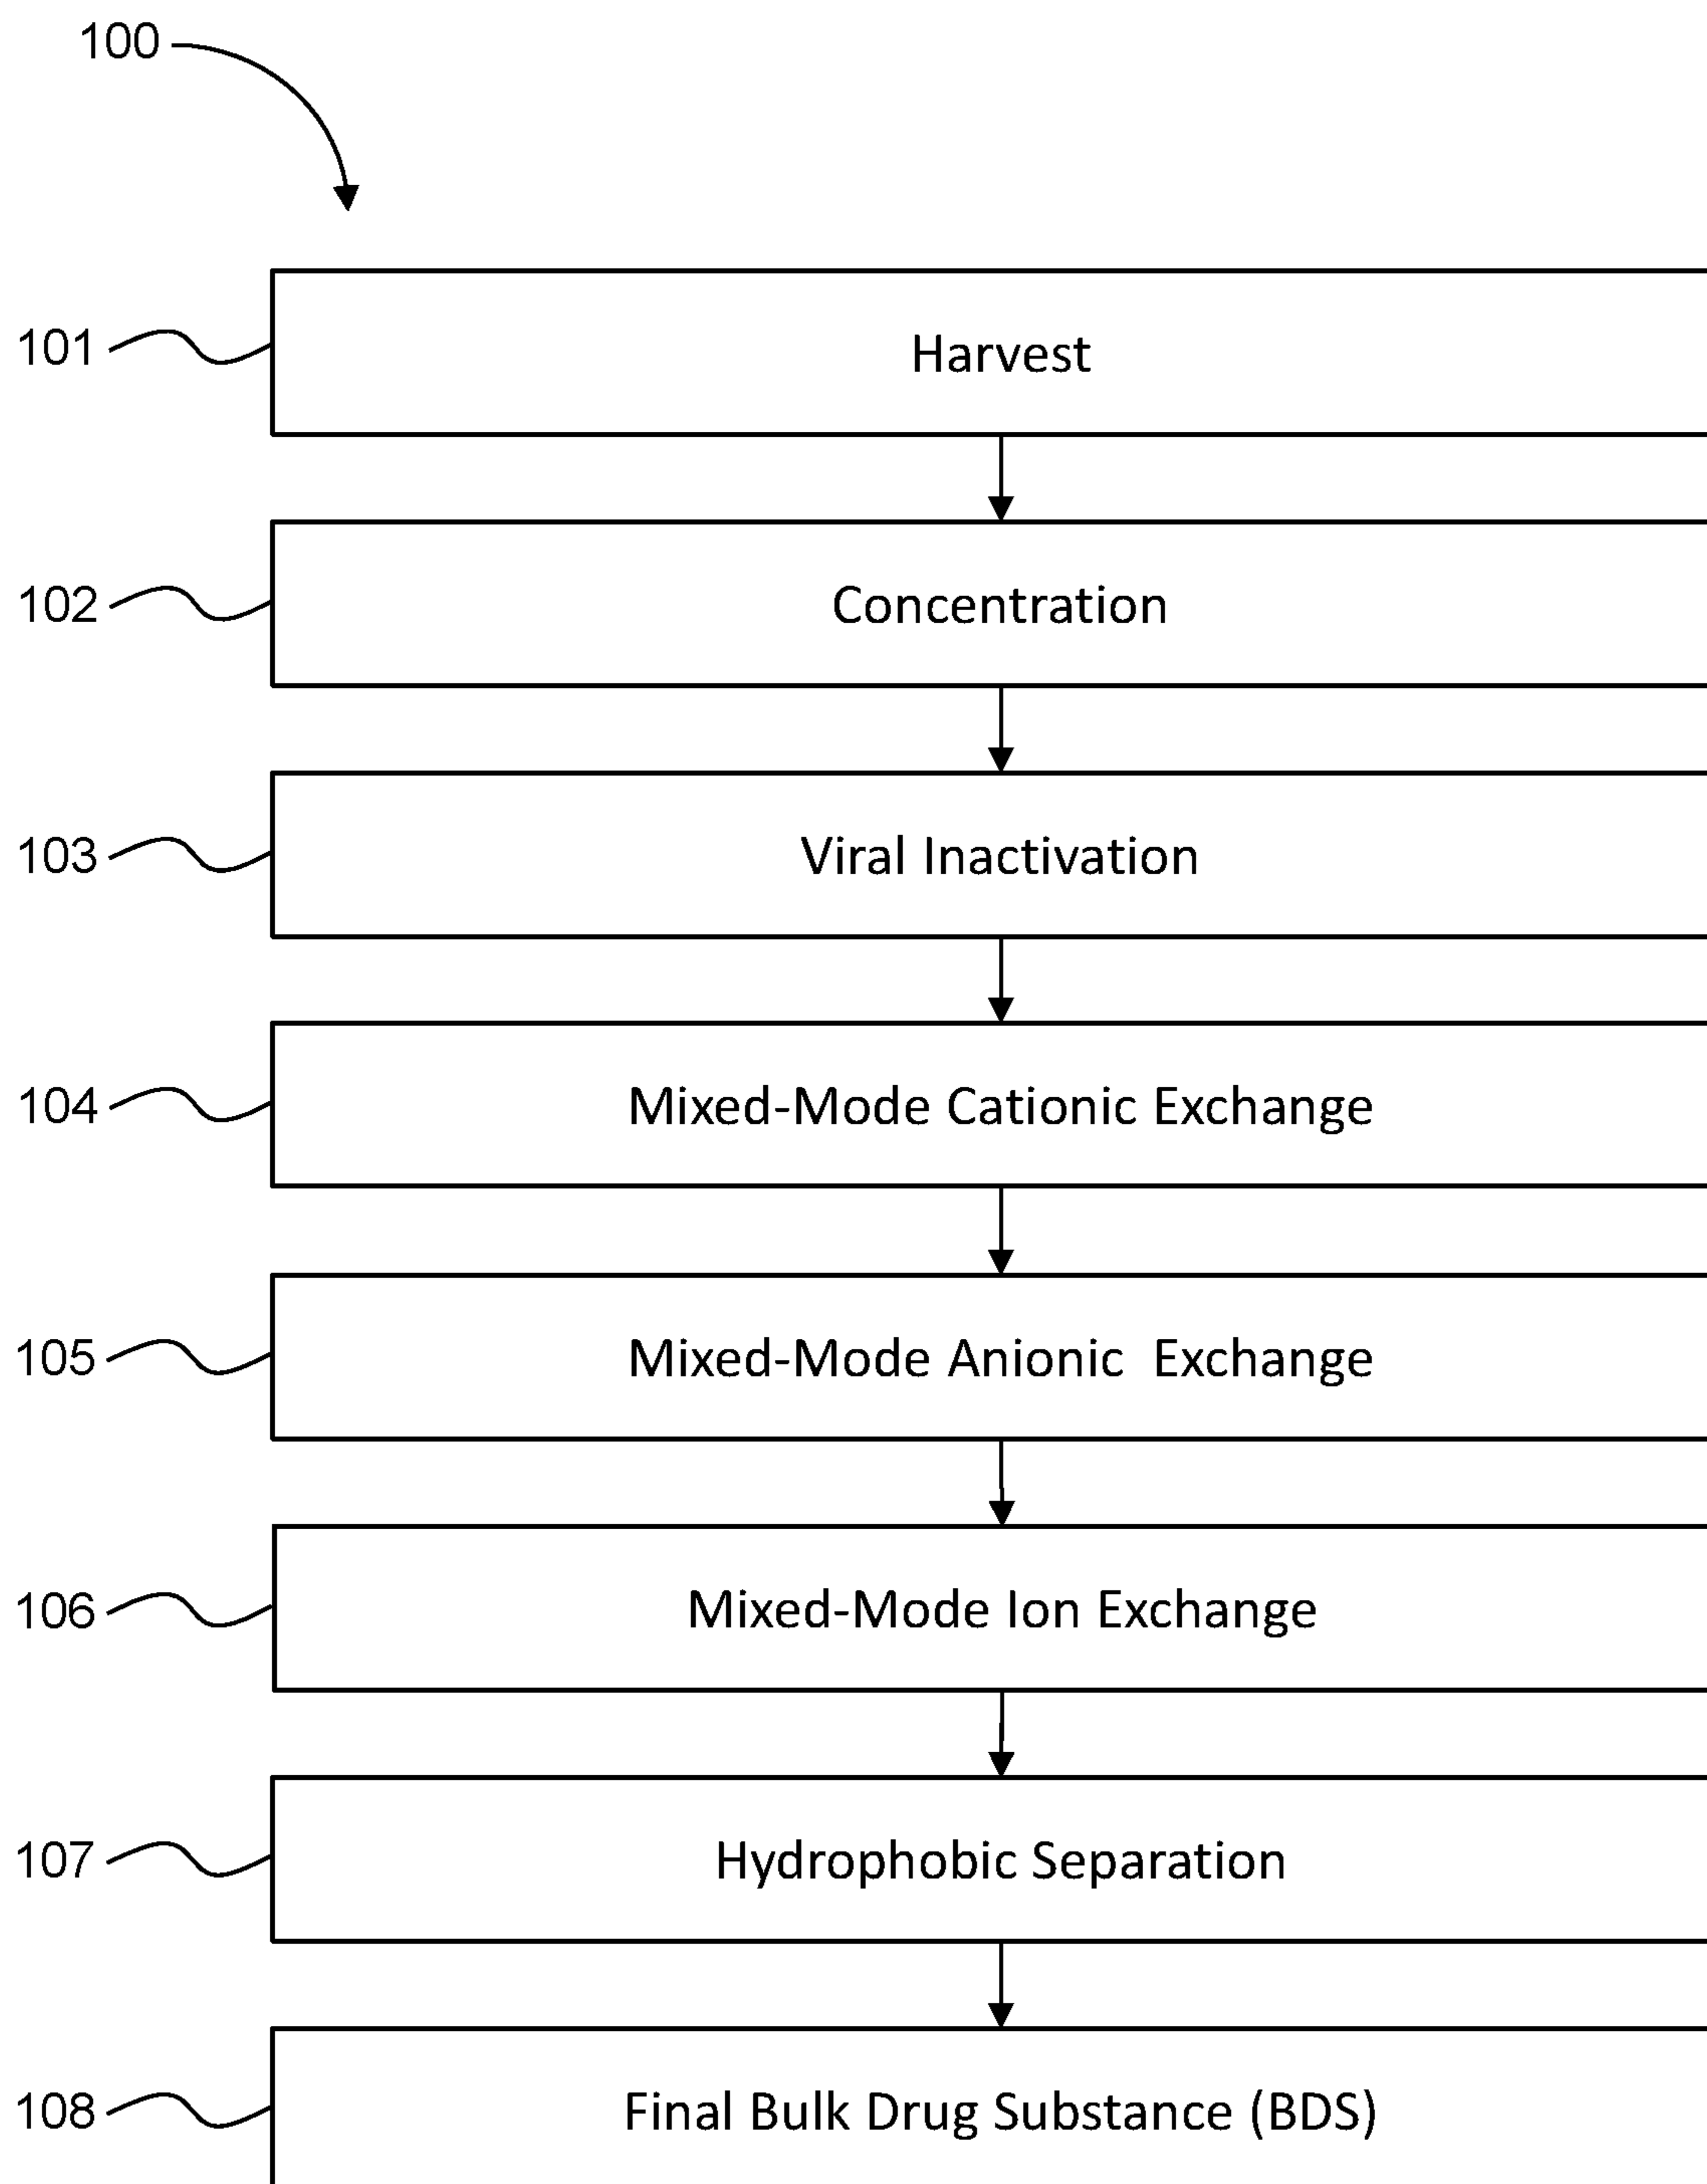 100
101 Harvest
102 Concentration
103 Viral Inactivation
104 Mixed-Mode Cationic Exchange
105 Mixed-Mode Anionic  Exchange
106 Mixed-Mode Ion Exchange
107 Hydrophobic Separation
108 Final Bulk Drug Substance (BDS)